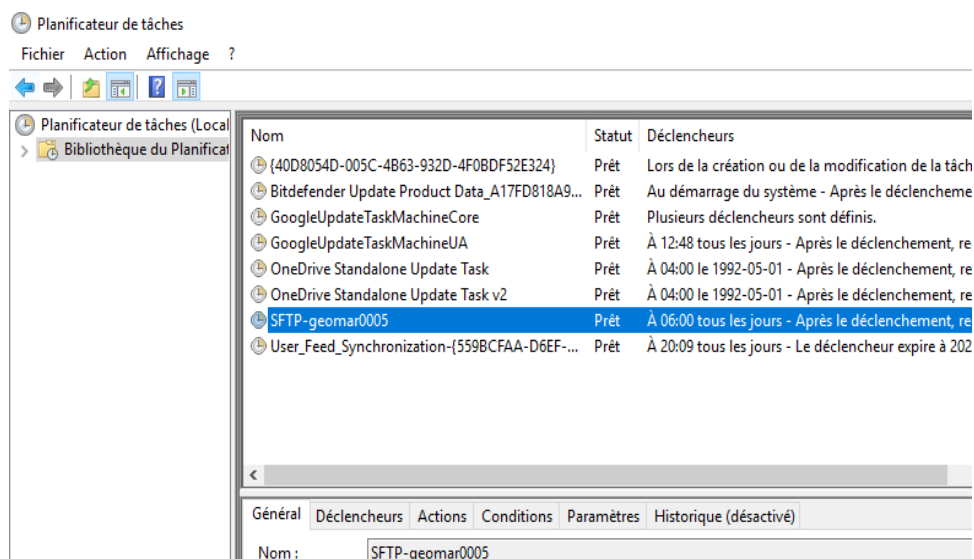 Planificateur de tâches
Fichier Action Affichage ?
Planificateur de tâches (Local
Bibliothèque du Planificat
Nom Statut Déclencheurs
{40D8054D-005C-4B63-932D-4F0BDF52E324} Prêt Lors de la création ou de la modification de la tâch
Bitdefender Update Product Data_A17FD818A9... Prêt Au démarrage du système - Après le déclencheme
GoogleUpdateTaskMachineCore Prêt Plusieurs déclencheurs sont définis.
GoogleUpdateTaskMachineUA Prêt À 12:48 tous les jours - Après le déclenchement, re
OneDrive Standalone Update Task Prêt À 04:00 le 1992-05-01 - Après le déclenchement, re
OneDrive Standalone Update Task v2 Prêt À 04:00 le 1992-05-01 - Après le déclenchement, re
SFTP-geomar0005 Prêt À 06:00 tous les jours - Après le déclenchement, re
User_Feed_Synchronization-{559BCFAA-D6EF-... Prêt À 20:09 tous les jours - Le déclencheur expire à 202
Général Déclencheurs Actions Conditions Paramètres Historique (désactivé)
Nom : SFTP-geomar0005